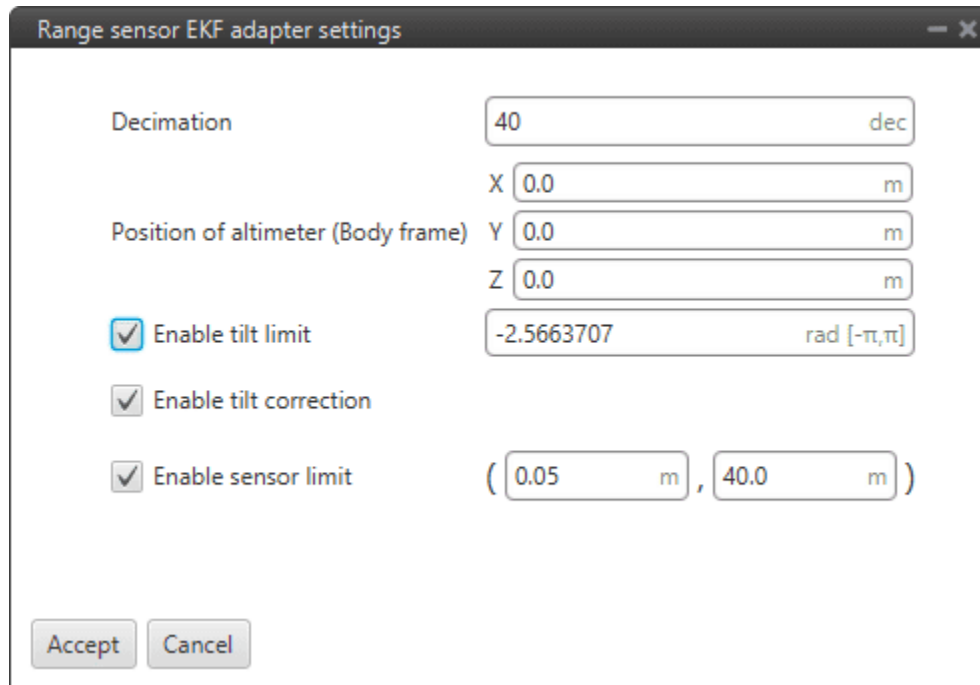 Range sensor EKF adapter settings
Decimation 40 dec
X 0.0 m
Position of altimeter (Body frame) Y 0.0 m
Z 0.0 m
Enable tilt limit -2.5663707 rad [-π,π]
Enable tilt correction
Enable sensor limit ( 0.05 m , 40.0 m )
Accept Cancel